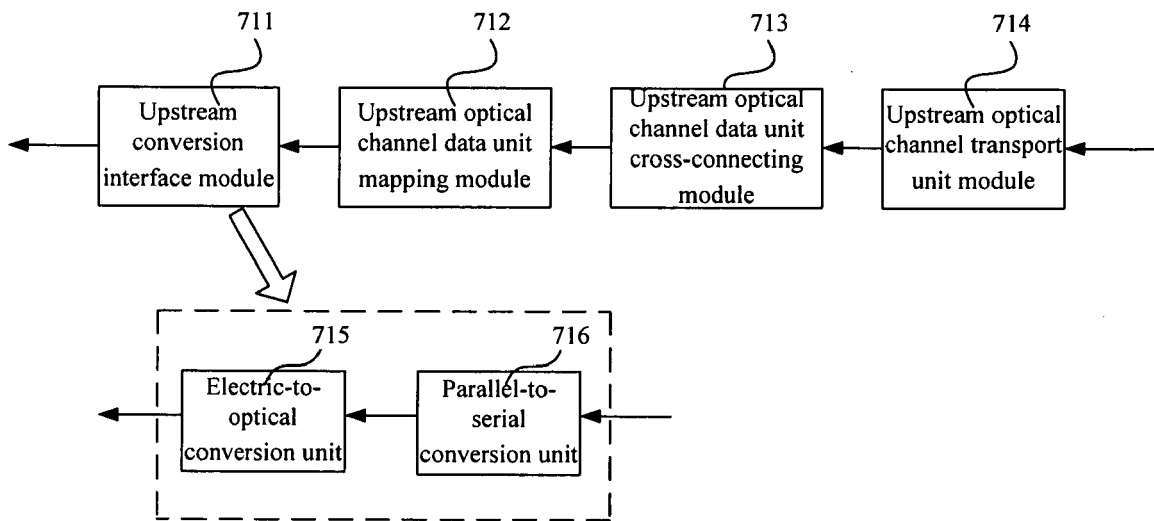 711
712
713
714
Upstream
conversion
interface module
Upstream optical
channel data unit
mapping module
Upstream optical
channel data unit
cross-connecting
module
Upstream optical
channel transport
unit module
715
716
Electric-to-
optical
conversion unit
Parallel-to-
serial
conversion unit